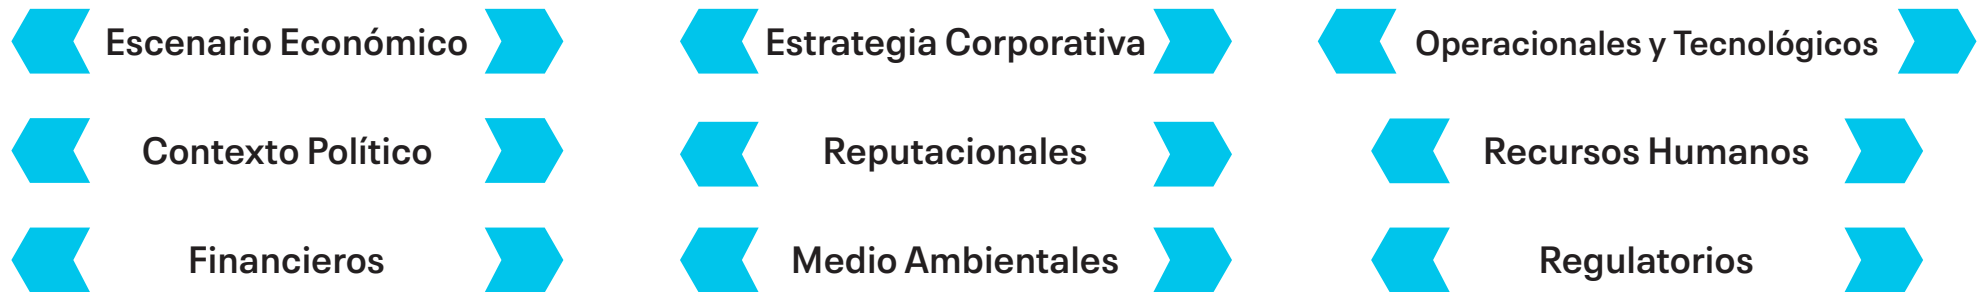 Escenario Económico
Estrategia Corporativa
Operacionales y Tecnológicos
Contexto Político
Reputacionales
Recursos Humanos
Financieros
Medio Ambientales
Regulatorios